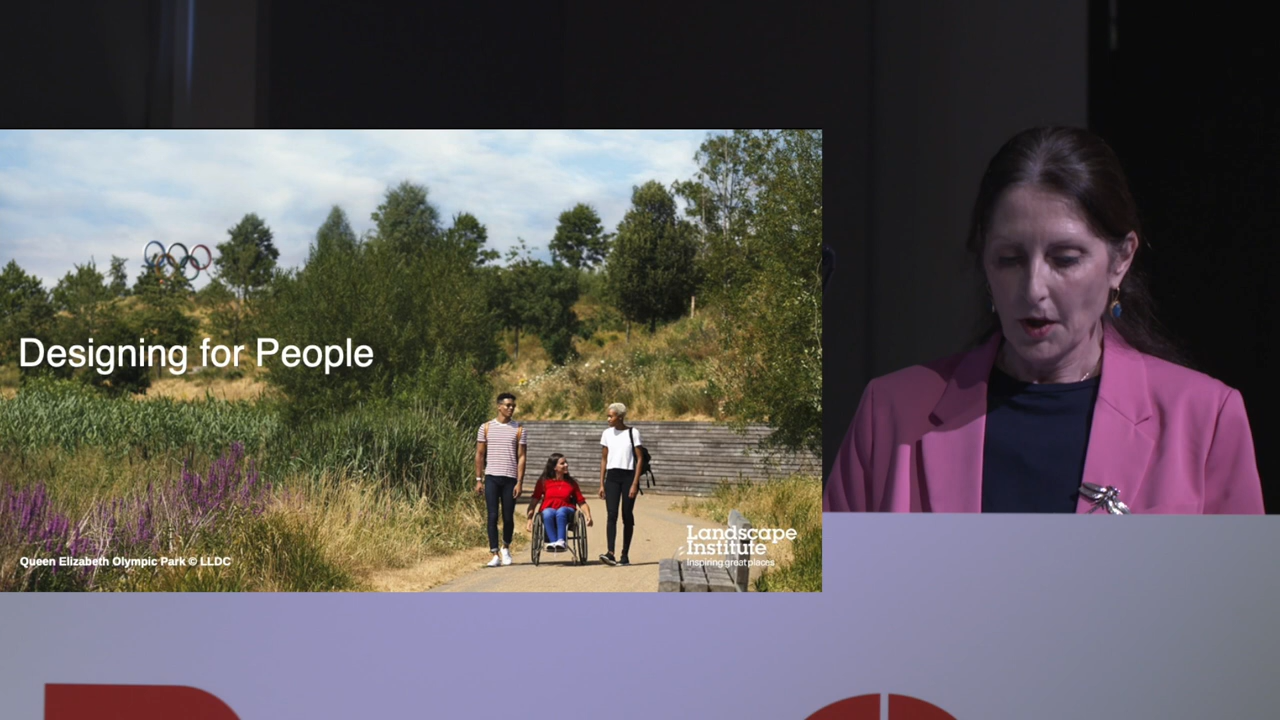 Designing for People
Queen Elizabeth Olympic Park © LLDC
Landscape
Institute
Inspiring great places